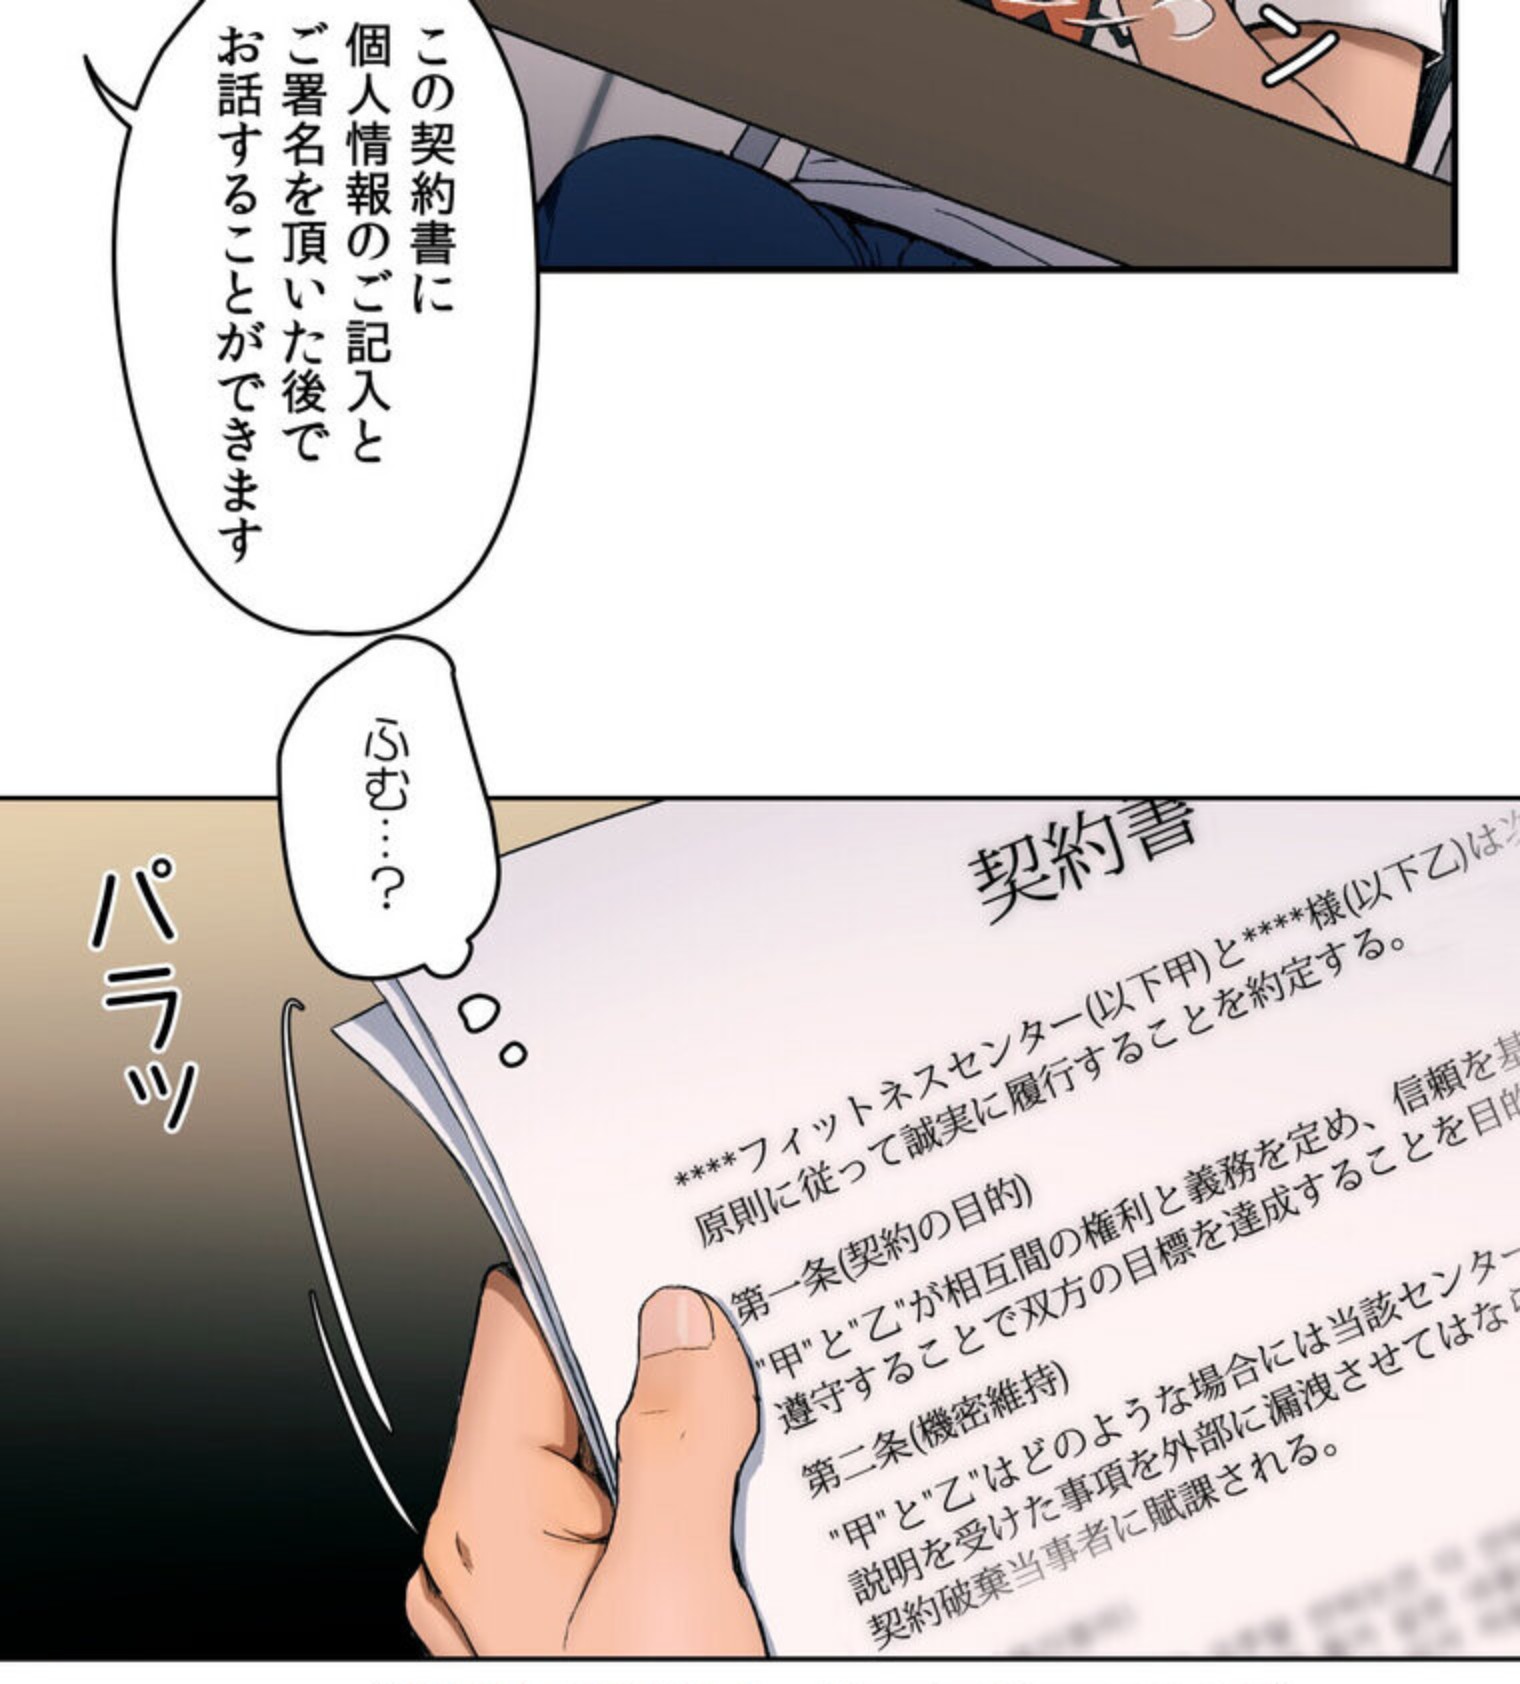 この契約書に
個人情報のご記入と
ご署名を頂いた後で
お話することができます
ふむ…?
パラッ
契約書
****フィットネスセンター(以下甲)と****様(以下乙)は次
原則に従って誠実に履行することを約定する。
第一条(契約の目的)
"甲"と"乙"が相互間の権利と義務を定め、信頼を基
遵守することで双方の目標を達成することを目的
第二条(機密維持)
"甲"と"乙"はどのような場合には当該センター
説明を受けた事項を外部に漏洩させてはなら
契約破棄当事者に賦課される。